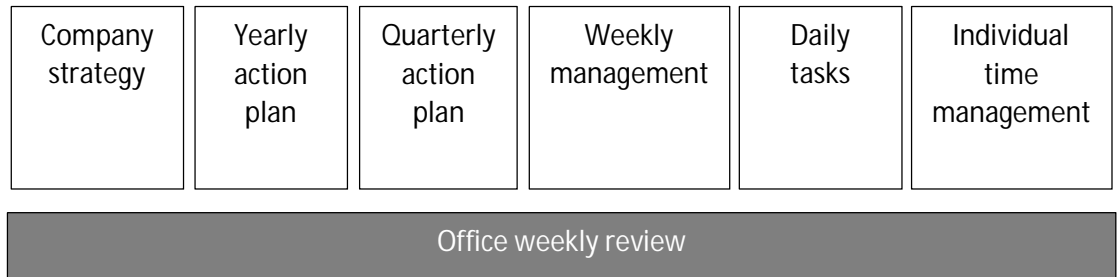 Company
strategy
Yearly
action
plan
Quarterly
action
plan
Weekly
management
Daily
tasks
Individual
time
management
Office weekly review